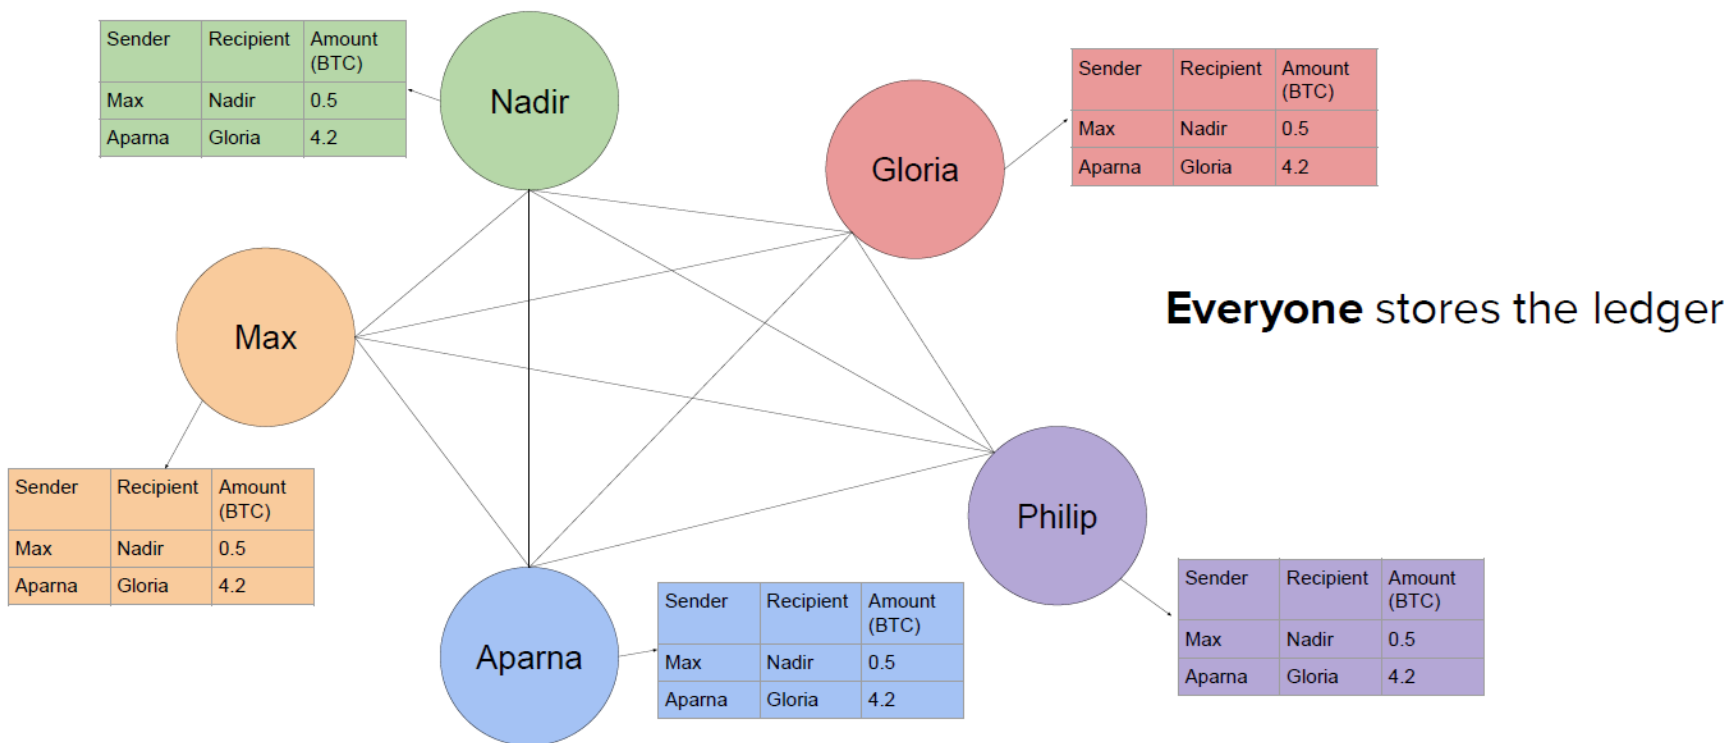 Sender Recipient Amount
(BTC)
Max Nadir 0.5
Aparna Gloria 4.2
Nadir
Gloria
Sender Recipient Amount
(BTC)
Max Nadir 0.5
Aparna Gloria 4.2
Everyone stores the ledger
Max
Sender Recipient Amount
(BTC)
Max Nadir 0.5
Aparna Gloria 4.2
Aparna
Sender Recipient Amount
(BTC)
Max Nadir 0.5
Aparna Gloria 4.2
Philip
Sender Recipient Amount
(BTC)
Max Nadir 0.5
Aparna Gloria 4.2